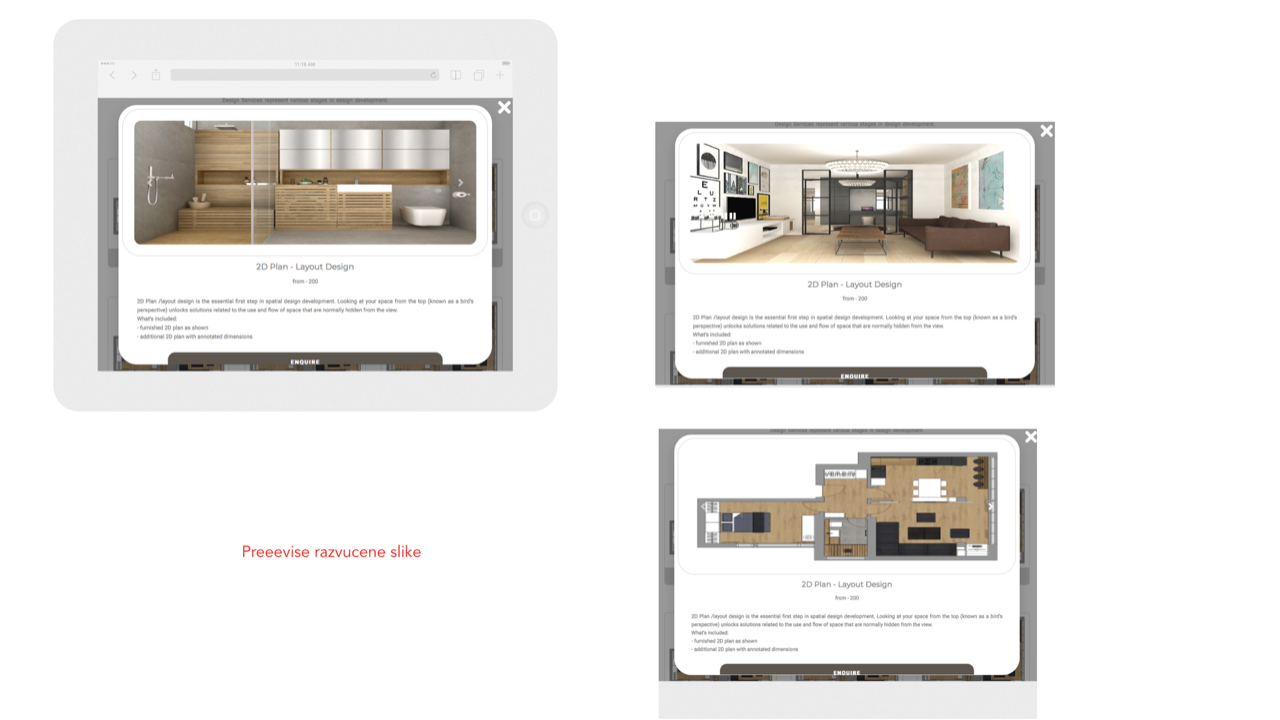 11:15 AM
Design Services represent various stages in design development.
2D Plan - Layout Design
from - 200
2D Plan /layout design is the essential first step in spatial design development. Looking at your space from the top (known as a bird's
perspective) unlocks solutions related to the use and flow of space that are normally hidden from the view.
What's included:
- furnished 2D plan as shown
- additional 2D plan with annotated dimensions
ENQUIRE
Preeevise razvucene slike
Design Services represent various stages in design development.
E
L U
2D Plan - Layout Design
from - 200
2D Plan /layout design is the essential first step in spatial design development. Looking at your space from the top (known as a bird's
perspective) unlocks solutions related to the use and flow of space that are normally hidden from the view.
What's included:
- furnished 2D plan as shown
- additional 2D plan with annotated dimensions
ENQUIRE
Design Services represent various stages in design development.
2D Plan - Layout Design
from - 200
2D Plan /layout design is the essential first step in spatial design development. Looking at your space from the top (known as a bird's
perspective) unlocks solutions related to the use and flow of space that are normally hidden from the view.
What's included:
- furnished 2D plan as shown
- additional 2D plan with annotated dimensions
ENQUIRE